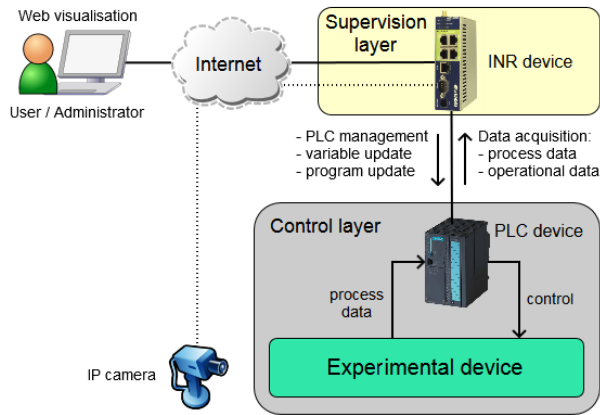 Web visualisation
User / Administrator
Internet
Supervision
layer
INR device
- PLC management
- variable update
- program update
Data acquisition:
- process data
- operational data
Control layer
PLC device
process
data
control
Experimental device
IP camera